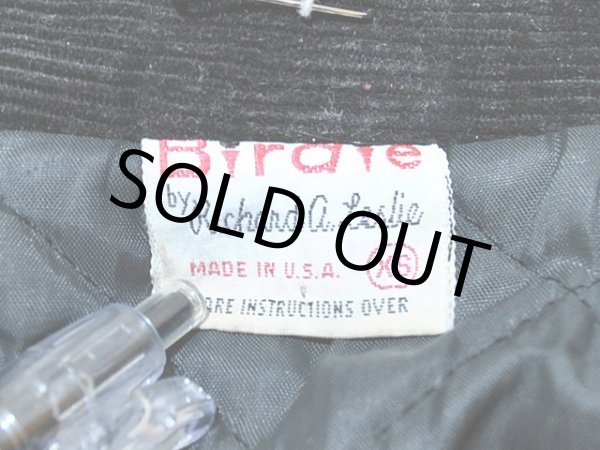 Birdie
by Richard A. Leslie
MADE IN U.S.A. XS
CARE INSTRUCTIONS OVER
SOLD OUT